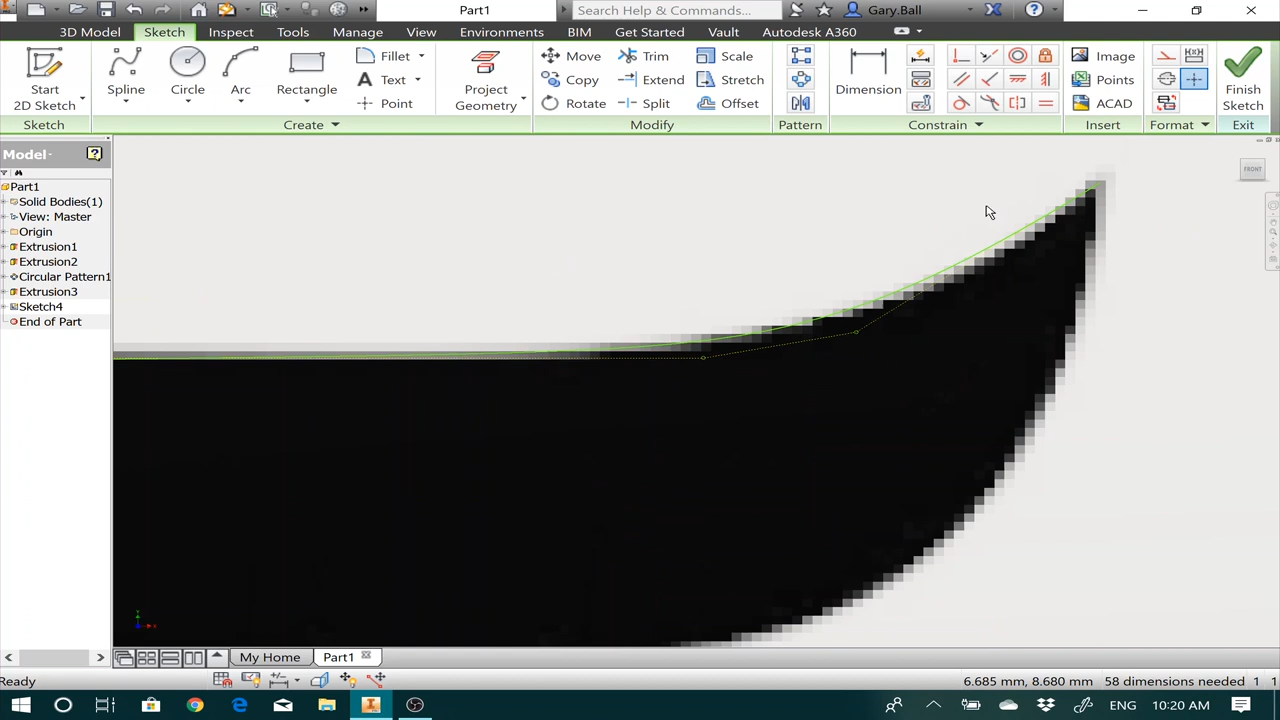 Part1
Search Help & Commands...
Gary.Ball
3D Model Sketch Inspect Tools Manage View Environments BIM Get Started Vault Autodesk A360
Start
2D Sketch
Spline
Circle
Arc
Rectangle
Fillet
Text
Point
Project
Geometry
Move
Copy
Rotate
Trim
Extend
Split
Scale
Stretch
Offset
Dimension
Image
Points
ACAD
Finish
Sketch
Sketch Create Modify Pattern Constrain Insert Format Exit
Model
Part1
Solid Bodies(1)
View: Master
Origin
Extrusion1
Extrusion2
Circular Pattern1
Extrusion3
Sketch4
End of Part
FRONT
My Home Part1
Ready 6.685 mm, 8.680 mm 58 dimensions needed 1 1
ENG 10:20 AM